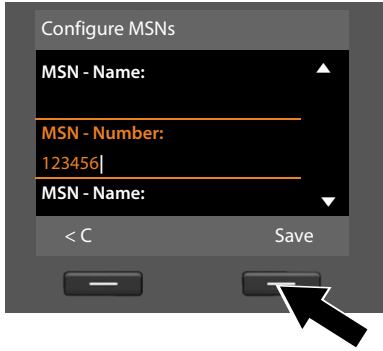 Configure MSNs
MSN - Name:
MSN - Number:
123456
MSN - Name:
< C Save